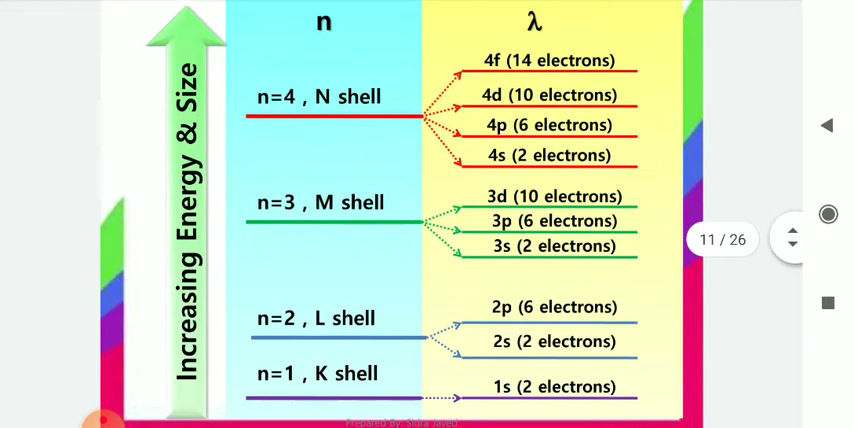 n
λ
Increasing Energy & Size
n=4 , N shell
4f (14 electrons)
4d (10 electrons)
4p (6 electrons)
4s (2 electrons)
n=3 , M shell
3d (10 electrons)
3p (6 electrons)
3s (2 electrons)
n=2 , L shell
2p (6 electrons)
2s (2 electrons)
n=1 , K shell
1s (2 electrons)
11 / 26
Prepared By: Sidra Javed